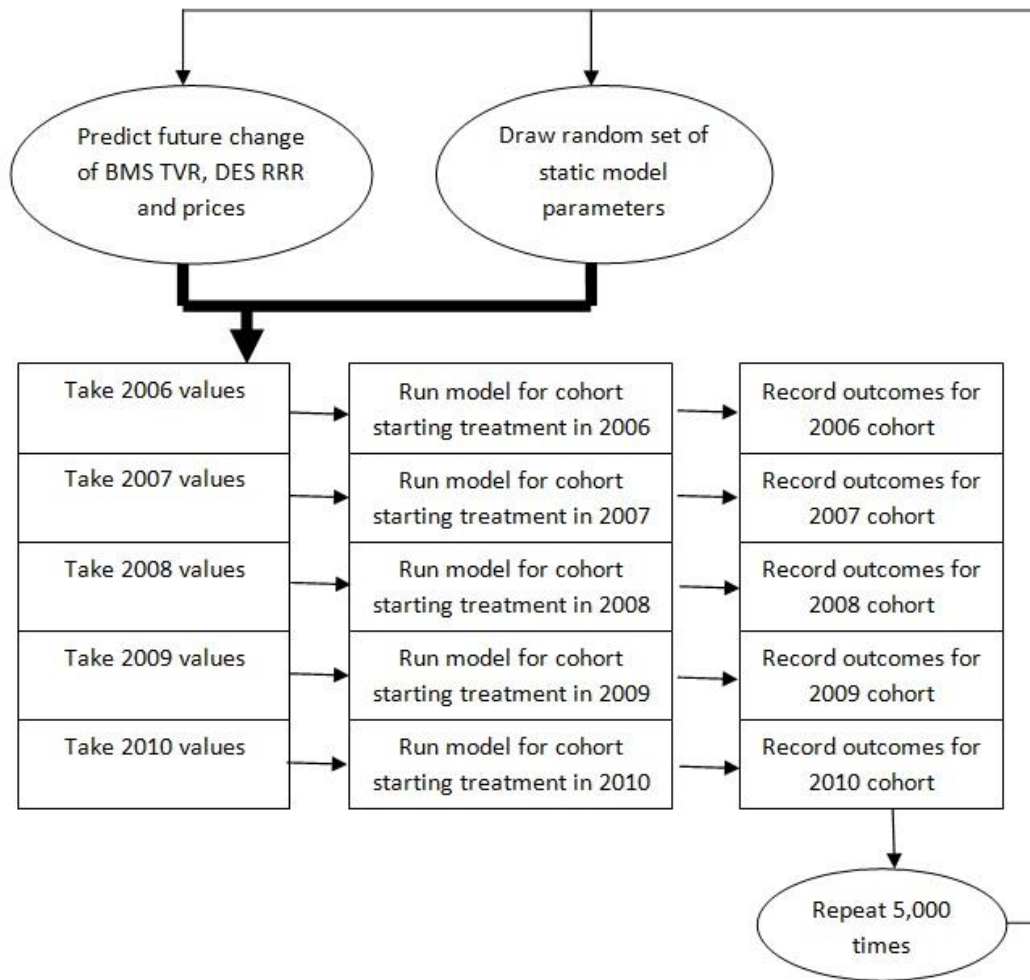 Predict future change
of BMS TVR, DES RRR
and prices
Draw random set of
static model
parameters
Take 2006 values
Run model for cohort
starting treatment in 2006
Record outcomes for
2006 cohort
Take 2007 values
Run model for cohort
starting treatment in 2007
Record outcomes for
2007 cohort
Take 2008 values
Run model for cohort
starting treatment in 2008
Record outcomes for
2008 cohort
Take 2009 values
Run model for cohort
starting treatment in 2009
Record outcomes for
2009 cohort
Take 2010 values
Run model for cohort
starting treatment in 2010
Record outcomes for
2010 cohort
Repeat 5,000
times